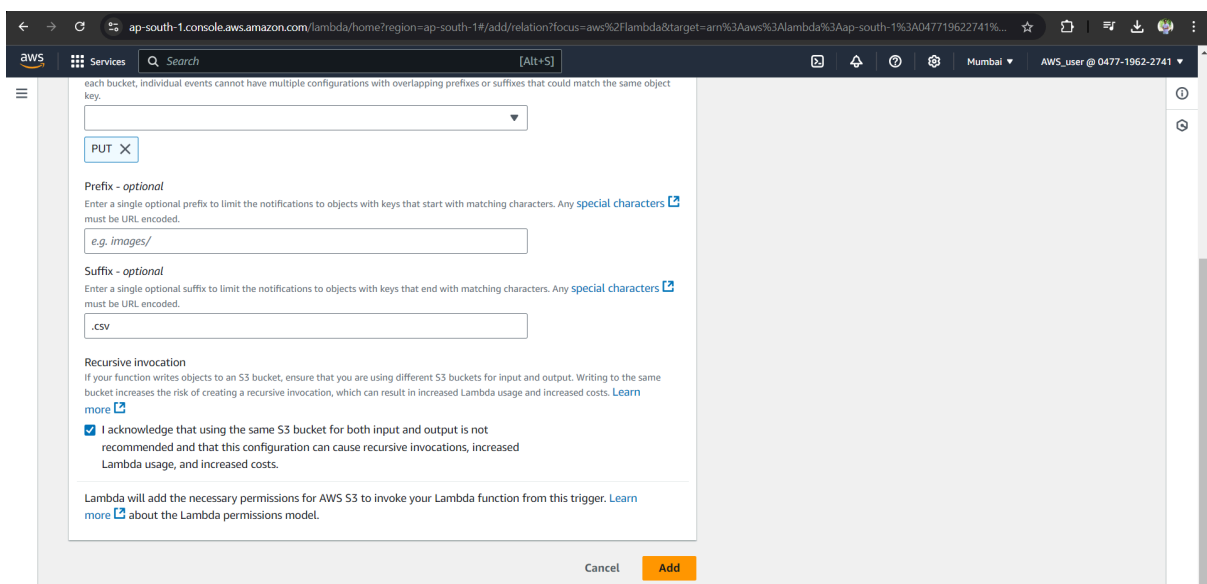 ap-south-1.console.aws.amazon.com/lambda/home?region=ap-south-1#/add/relation?focus=aws%2Flambda&target=arn%3Aaws%3Alambda%3Aap-south-1%3A047719622741%...
aws Services Search [Alt+S] Mumbai ▼ AWS_user @ 0477-1962-2741 ▼
each bucket, individual events cannot have multiple configurations with overlapping prefixes or suffixes that could match the same object
key.
PUT
Prefix - optional
Enter a single optional prefix to limit the notifications to objects with keys that start with matching characters. Any special characters
must be URL encoded.
e.g. images/
Suffix - optional
Enter a single optional suffix to limit the notifications to objects with keys that end with matching characters. Any special characters
must be URL encoded.
.csv
Recursive invocation
If your function writes objects to an S3 bucket, ensure that you are using different S3 buckets for input and output. Writing to the same
bucket increases the risk of creating a recursive invocation, which can result in increased Lambda usage and increased costs. Learn
more
I acknowledge that using the same S3 bucket for both input and output is not
recommended and that this configuration can cause recursive invocations, increased
Lambda usage, and increased costs.
Lambda will add the necessary permissions for AWS S3 to invoke your Lambda function from this trigger. Learn
more about the Lambda permissions model.
Cancel Add